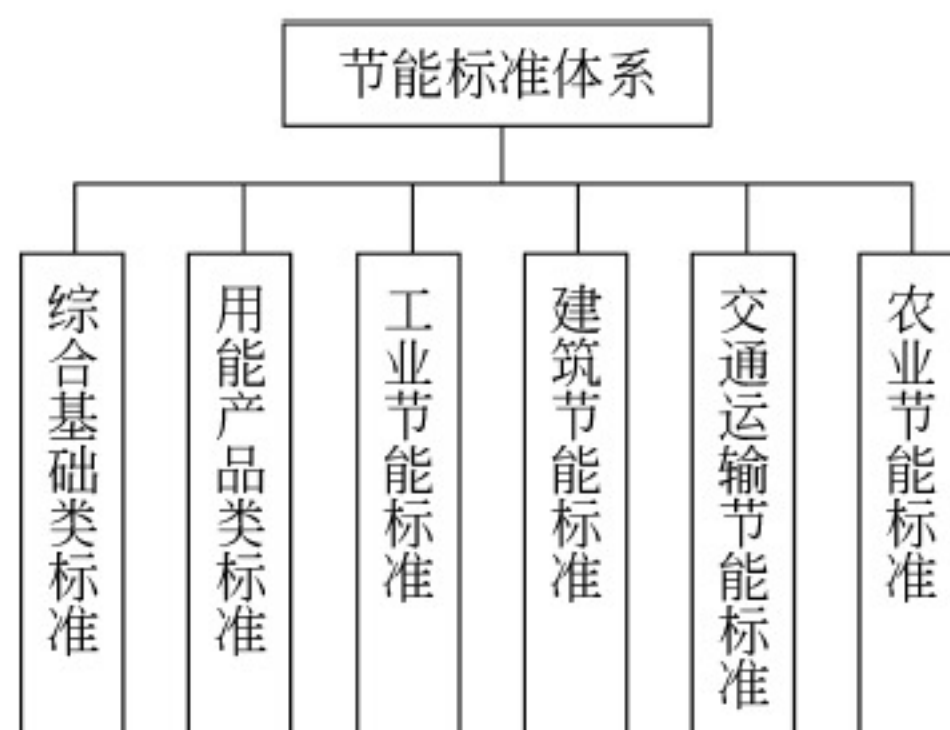 节能标准体系
综合基础类标准
用能产品类标准
工业节能标准
建筑节能标准
交通运输节能标准
农业节能标准